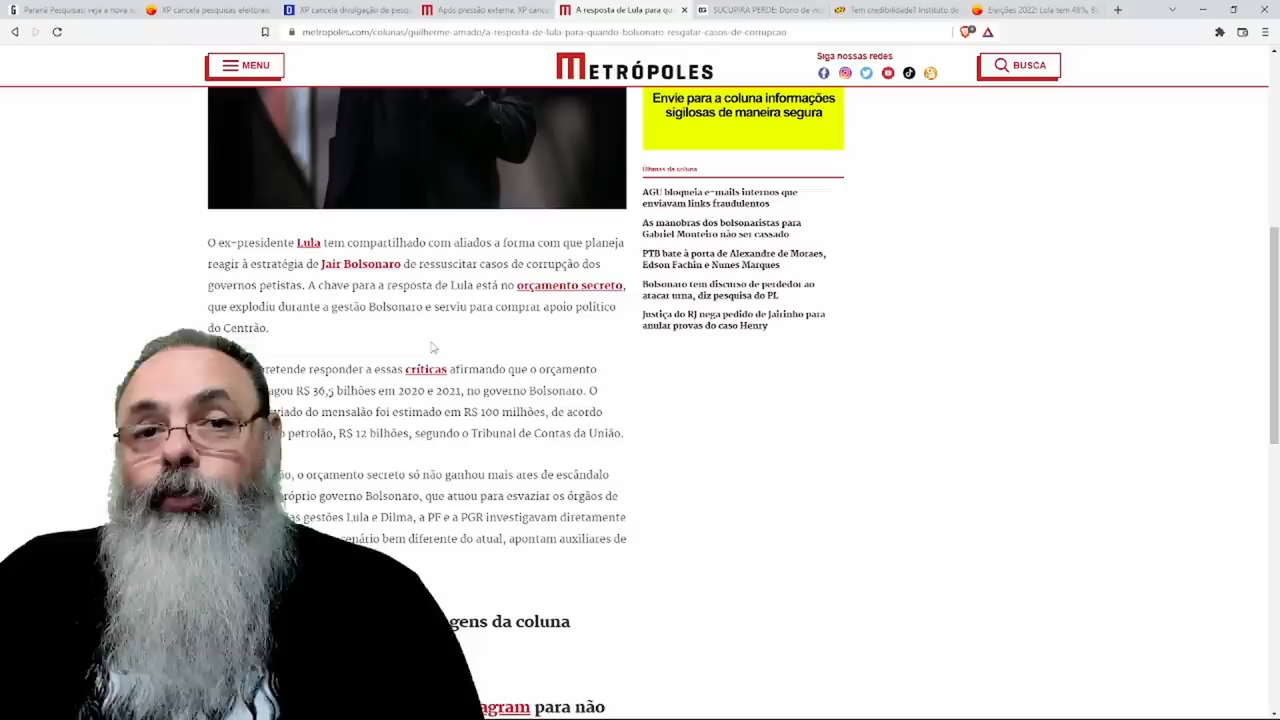 Paraná Pesquisas: veja a nova su
XP cancela pesquisas eleitorais
XP cancela divulgação de pesqu
Após pressão externa, XP cance
A resposta de Lula para qu
SUCUPIRA PERDE: Dono de m
Tem credibilidade? Instituto de
Eleições 2022: Lula tem 48%, B
metropoles.com/colunas/guilherme-amado/a-resposta-de-lula-para-quando-bolsonaro-resgatar-casos-de-corrupcao
MENU
METRÓPOLES
Siga nossas redes
BUSCA
Envie para a coluna informações
sigilosas de maneira segura
Últimas da coluna
AGU bloqueia e-mails internos que
enviavam links fraudulentos
As manobras dos bolsonaristas para
Gabriel Monteiro não ser cassado
PTB bate à porta de Alexandre de Moraes,
Edson Fachin e Nunes Marques
Bolsonaro tem discurso de perdedor ao
atacar urna, diz pesquisa do PL
Justiça do RJ nega pedido de Jairinho para
anular provas do caso Henry
O ex-presidente Lula tem compartilhado com aliados a forma com que planeja
reagir à estratégia de Jair Bolsonaro de ressuscitar casos de corrupção dos
governos petistas. A chave para a resposta de Lula está no orçamento secreto,
que explodiu durante a gestão Bolsonaro e serviu para comprar apoio político
do Centrão.
retende responder a essas críticas afirmando que o orçamento
agou R$ 36,5 bilhões em 2020 e 2021, no governo Bolsonaro. O
viado do mensalão foi estimado em R$ 100 milhões, de acordo
o petrolão, R$ 12 bilhões, segundo o Tribunal de Contas da União.
o, o orçamento secreto só não ganhou mais ares de escândalo
róprio governo Bolsonaro, que atuou para esvaziar os órgãos de
as gestões Lula e Dilma, a PF e a PGR investigavam diretamente
cenário bem diferente do atual, apontam auxiliares de
gens da coluna
agram para não